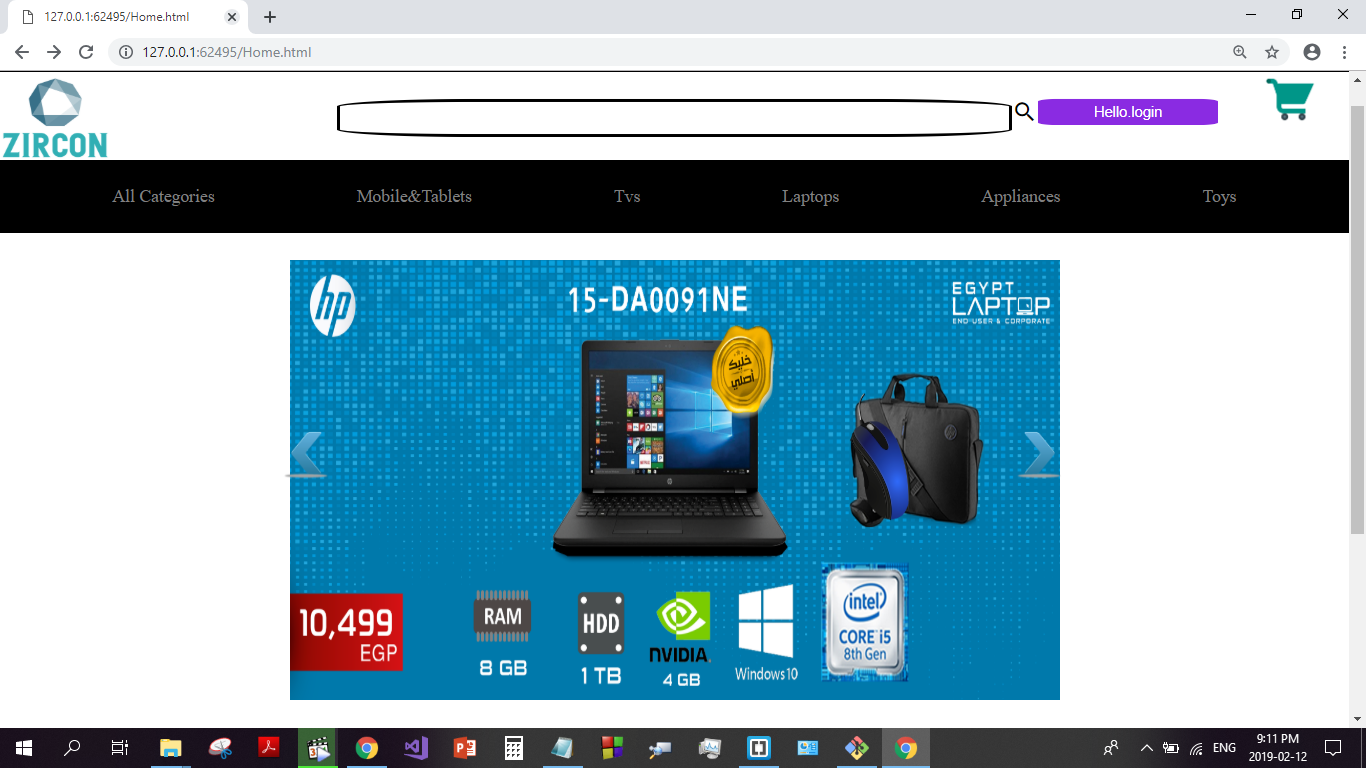 127.0.0.1:62495/Home.html
127.0.0.1:62495/Home.html
ZIRCON
Hello.login
All Categories Mobile&Tablets Tvs Laptops Appliances Toys
hp
15-DA0091NE
EGYPT
LAPTOP
END USER & CORPORATE
خليك
أصلي
10,499
EGP
RAM
8 GB
HDD
1 TB
NVIDIA
4 GB
Windows 10
intel
CORE i5
8th Gen
ENG
9:11 PM
2019-02-12